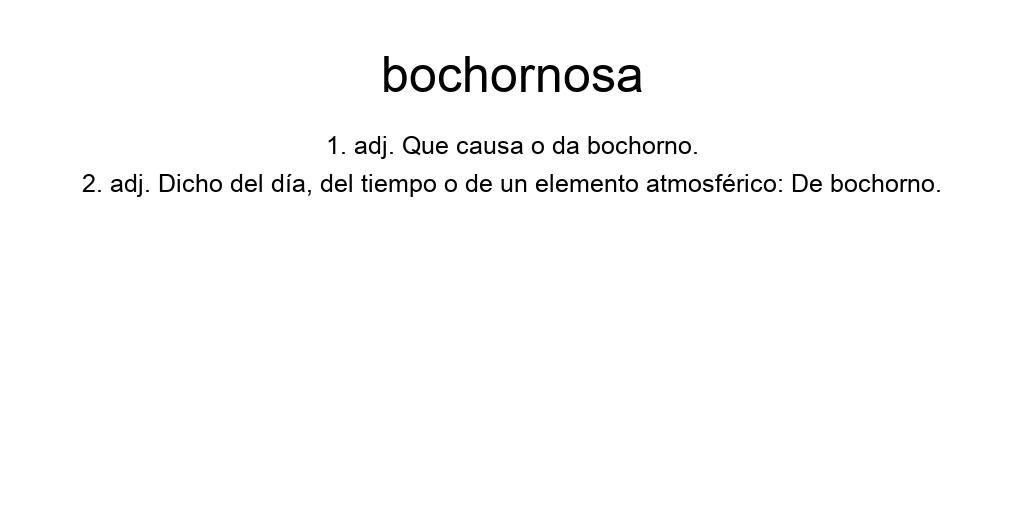 bochornosa
1. adj. Que causa o da bochorno.
2. adj. Dicho del día, del tiempo o de un elemento atmosférico: De bochorno.